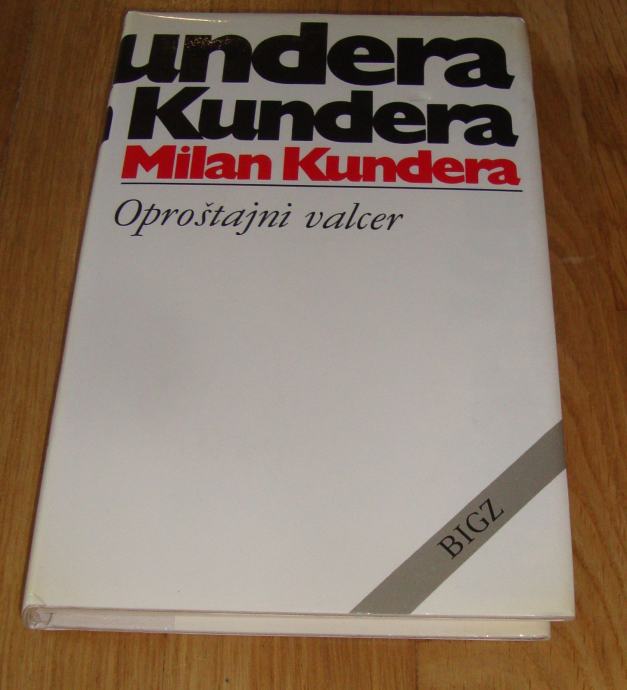 undera
Kundera
Milan Kundera
Oproštajni valcer
BIGZ